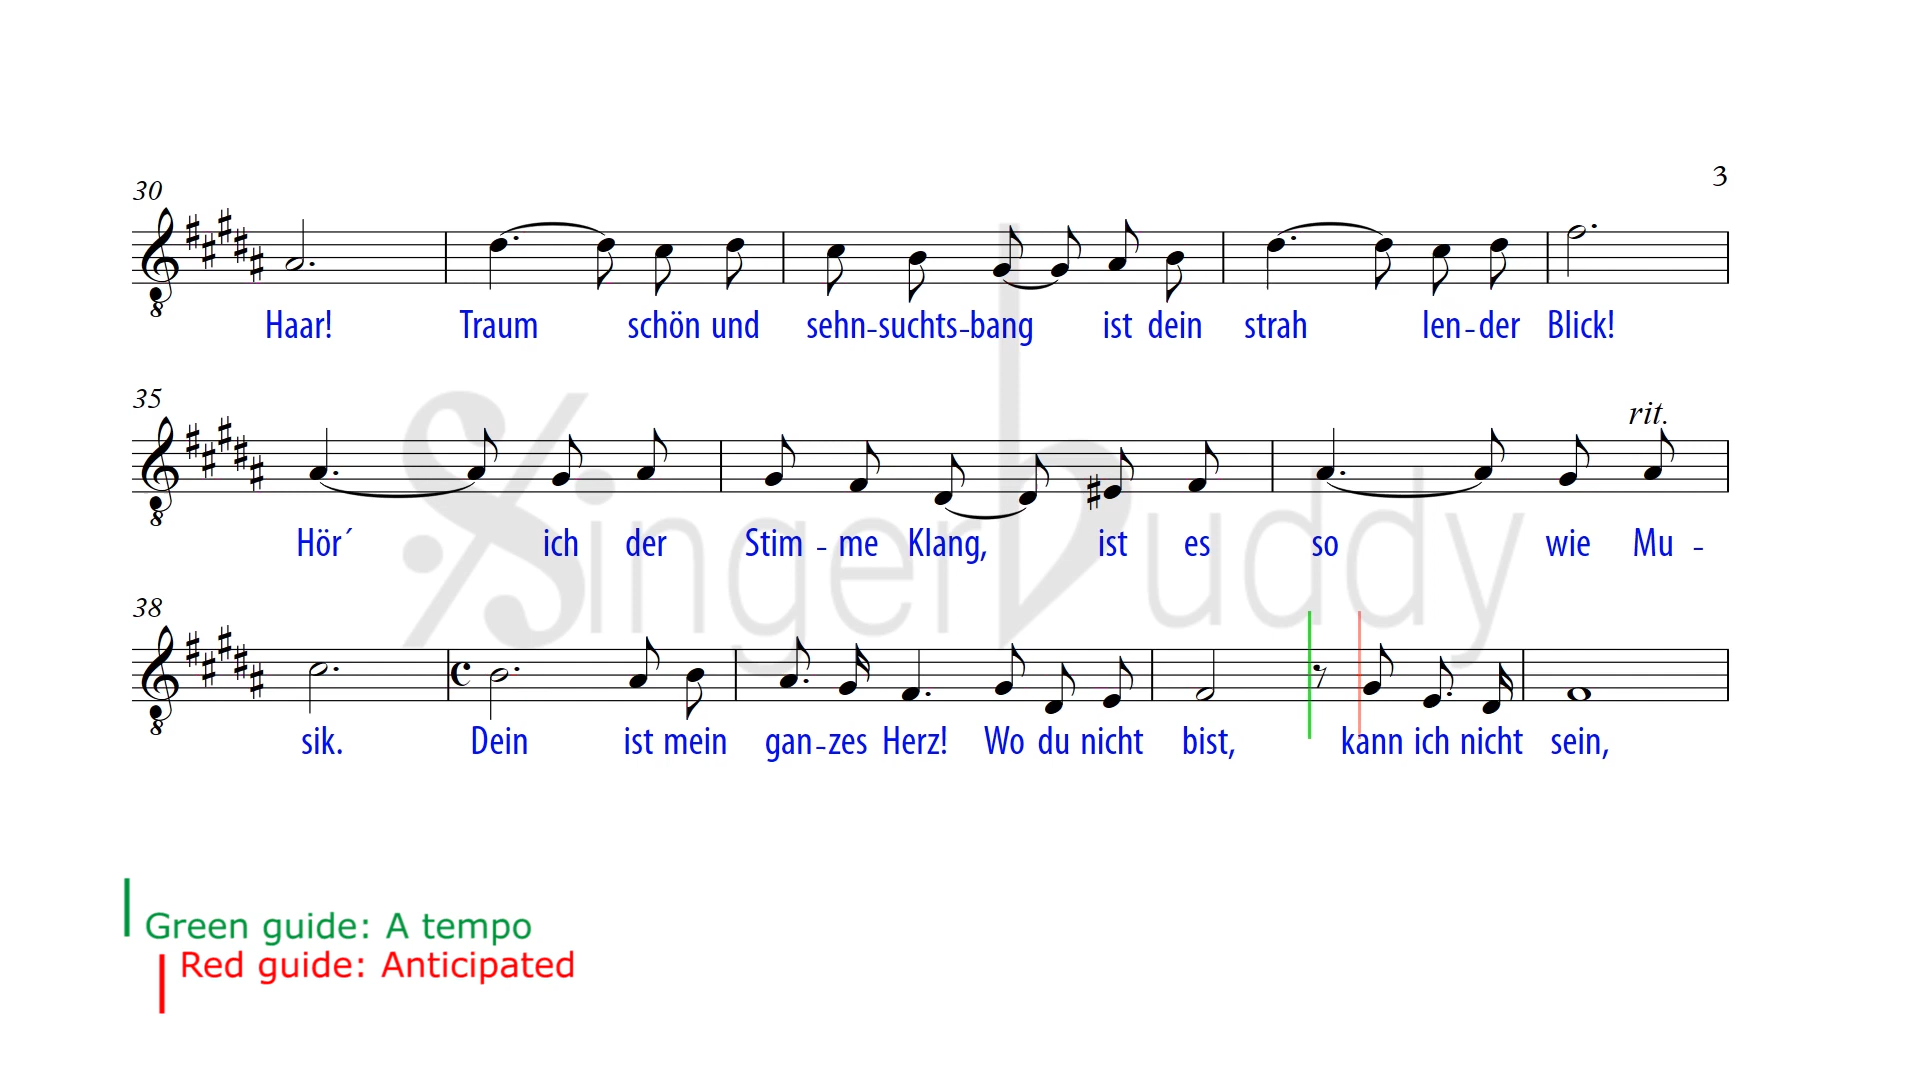 30 3
Haar! Traum schön und sehn-suchts-bang ist dein strah len-der Blick!
35 rit.
Hör´ ich der Stim - me Klang, ist es so wie Mu -
38
sik. Dein ist mein gan-zes Herz! Wo du nicht bist, kann ich nicht sein,
Singerbuddy
Green guide: A tempo
Red guide: Anticipated